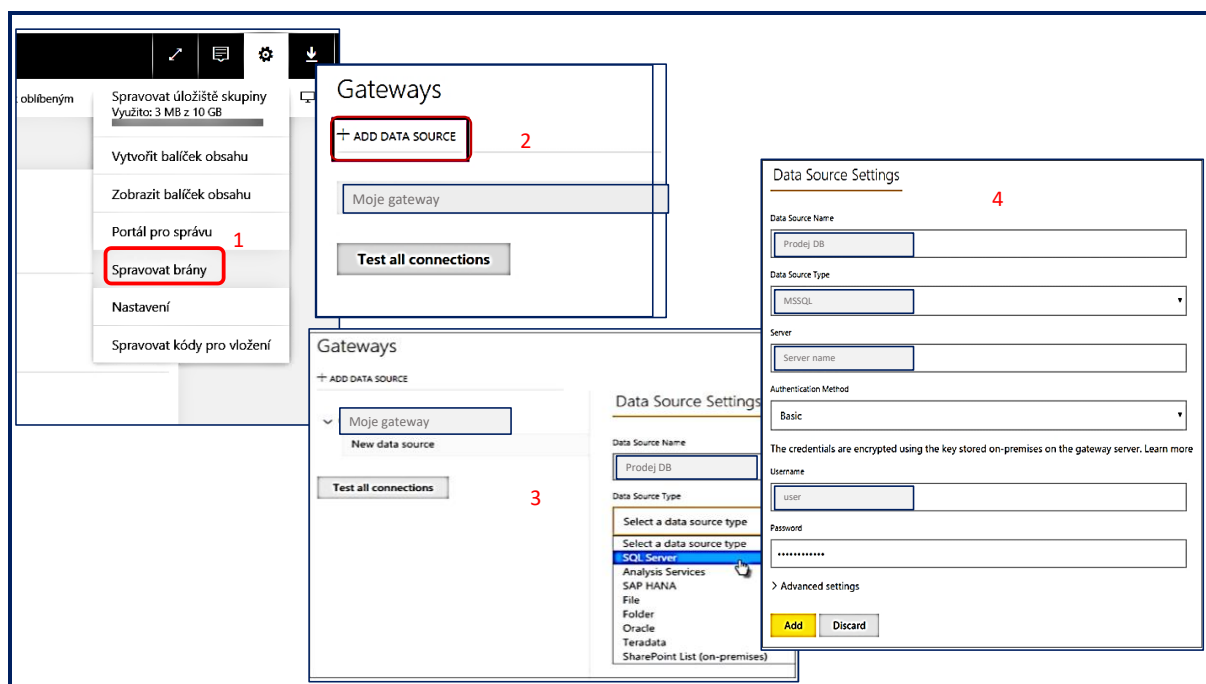 oblíbeným
Spravovat úložiště skupiny
Využito: 3 MB z 10 GB
Vytvořit balíček obsahu
Zobrazit balíček obsahu
Portál pro správu
1
Spravovat brány
Nastavení
Spravovat kódy pro vložení
Gateways
+ ADD DATA SOURCE
2
Moje gateway
Test all connections
Gateways
+ ADD DATA SOURCE
Moje gateway
New data source
Test all connections
3
Data Source Settings
Data Source Name
Prodej DB
Data Source Type
Select a data source type
Select a data source type
SQL Server
Analysis Services
SAP HANA
File
Folder
Oracle
Teradata
SharePoint List (on-premises)
Data Source Settings
4
Data Source Name
Prodej DB
Data Source Type
MSSQL
Server
Server name
Authentication Method
Basic
The credentials are encrypted using the key stored on-premises on the gateway server. Learn more
Username
user
Password
••••••••••••
> Advanced settings
Add
Discard